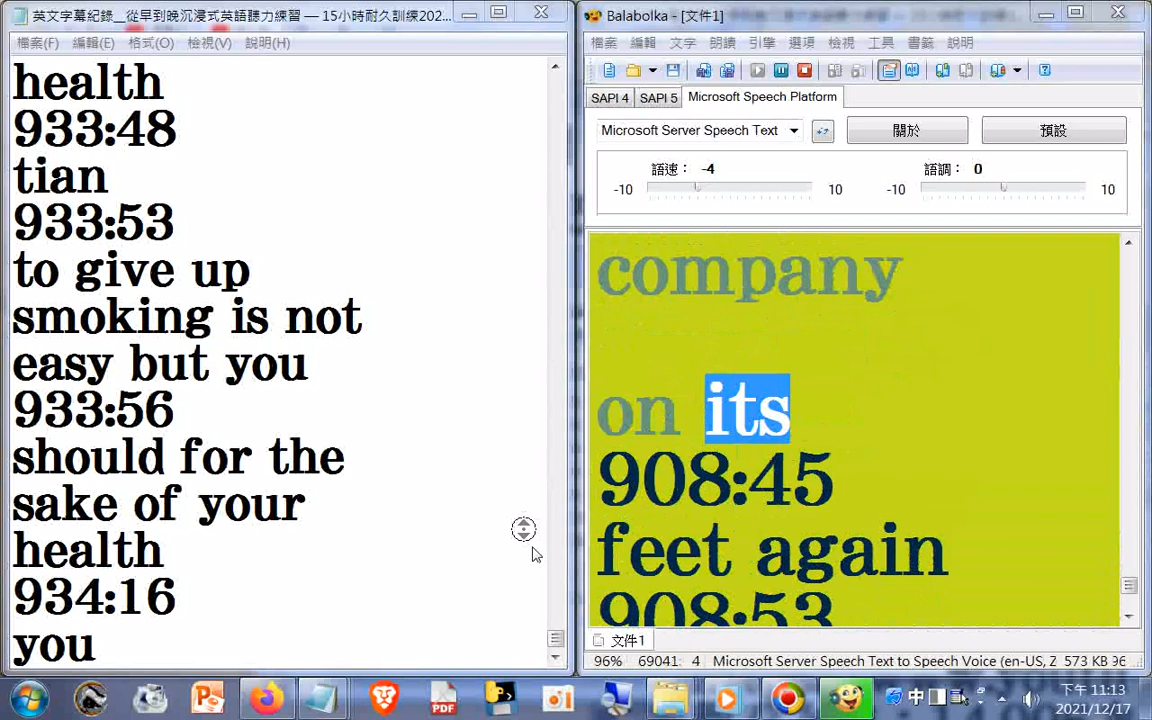 英文字幕紀錄__從早到晚沉浸式英語聽力練習 — 15小時耐久訓練202...
檔案(F) 編輯(E) 格式(O) 檢視(V) 說明(H)
health
933:48
tian
933:53
to give up
smoking is not
easy but you
933:56
should for the
sake of your
health
934:16
you
Balabolka - [文件1]
檔案 編輯 文字 朗讀 引擎 選項 檢視 工具 書籤 說明
SAPI 4 SAPI 5 Microsoft Speech Platform
Microsoft Server Speech Text 關於 預設
語速： -4 語調： 0
-10 10 -10 10
company
on its
908:45
feet again
908:53
文件1
96% 69041: 4 Microsoft Server Speech Text to Speech Voice (en-US, Z 573 KB 96
PDF
中
下午 11:13
2021/12/17